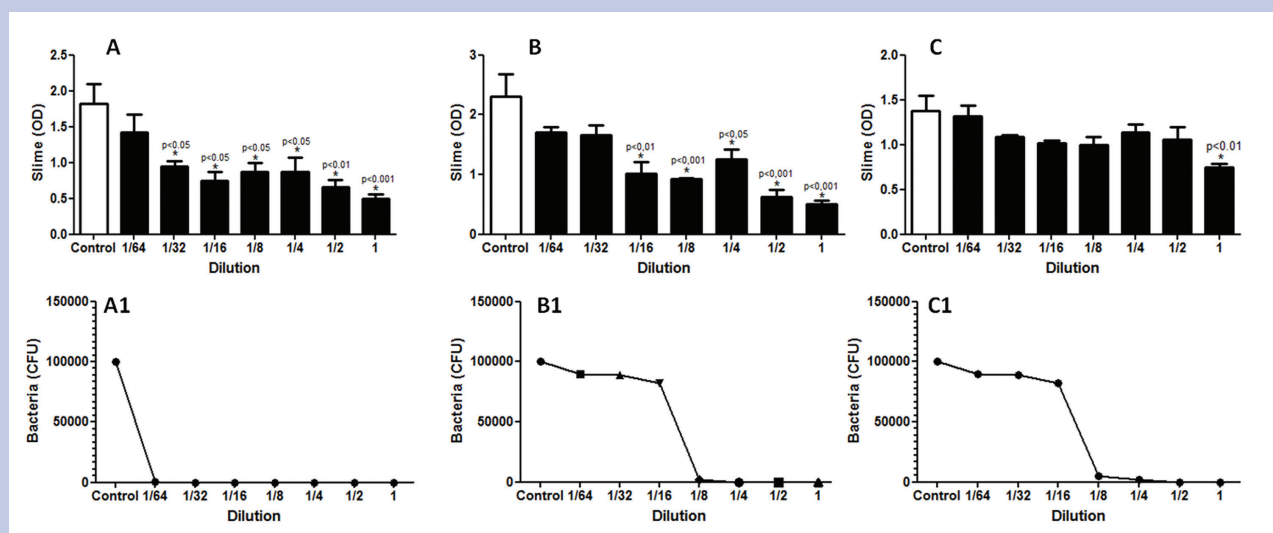 A
2.5
2.0
1.5
1.0
0.5
0.0
Slime (OD)
p<0.05
*
p<0.05
*
p<0.05
*
p<0.05
*
p<0.01
*
p<0.001
*
Control 1/64 1/32 1/16 1/8 1/4 1/2 1
Dilution
B
3
2
1
0
Slime (OD)
p<0,01
*
p<0,001
*
p<0,05
*
p<0,001
*
p<0,001
*
Control 1/64 1/32 1/16 1/8 1/4 1/2 1
Dilution
C
2.0
1.5
1.0
0.5
0.0
Slime (OD)
p<0.01
*
Control 1/64 1/32 1/16 1/8 1/4 1/2 1
Dilution
A1
150000
100000
50000
0
Bacteria (CFU)
Control 1/64 1/32 1/16 1/8 1/4 1/2 1
Dilution
B1
150000
100000
50000
0
Bacteria (CFU)
Control 1/64 1/32 1/16 1/8 1/4 1/2 1
Dilution
C1
150000
100000
50000
0
Bacteria (CFU)
Control 1/64 1/32 1/16 1/8 1/4 1/2 1
Dilution